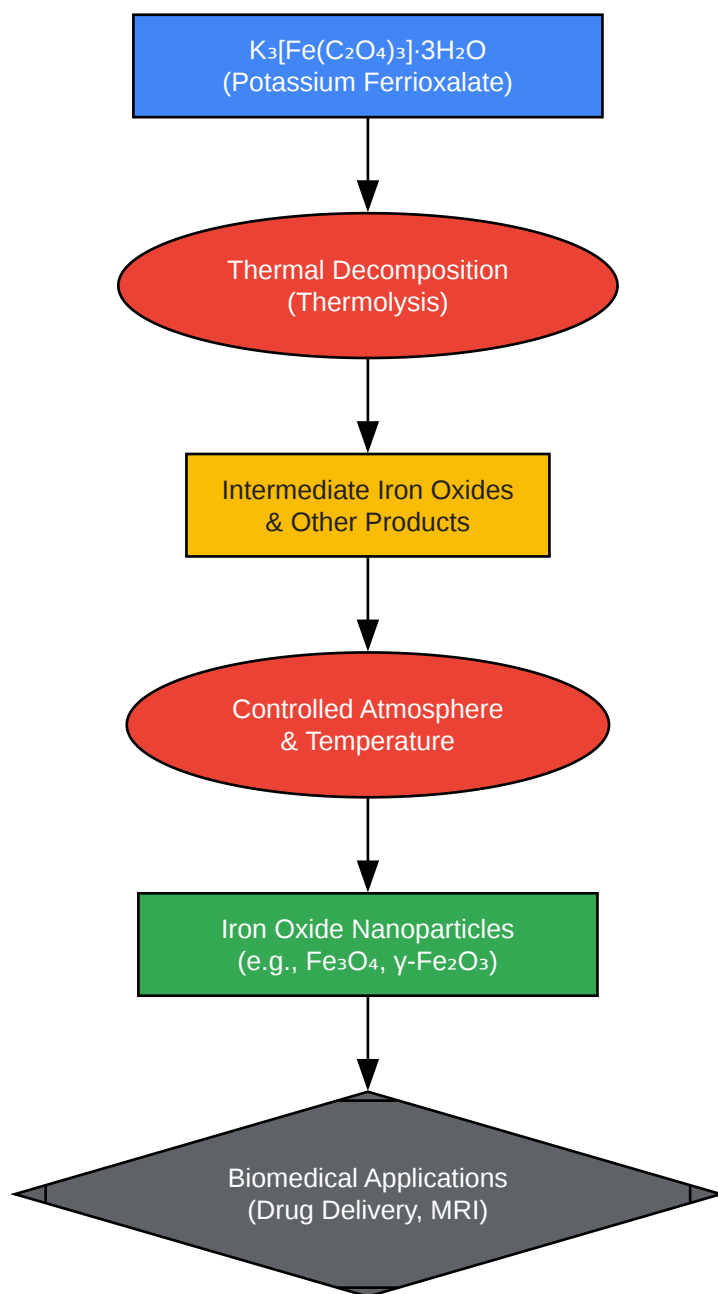 K₃[Fe(C₂O₄)₃]·3H₂O
(Potassium Ferrioxalate)
Thermal Decomposition
(Thermolysis)
Intermediate Iron Oxides
& Other Products
Controlled Atmosphere
& Temperature
Iron Oxide Nanoparticles
(e.g., Fe₃O₄, γ-Fe₂O₃)
Biomedical Applications
(Drug Delivery, MRI)